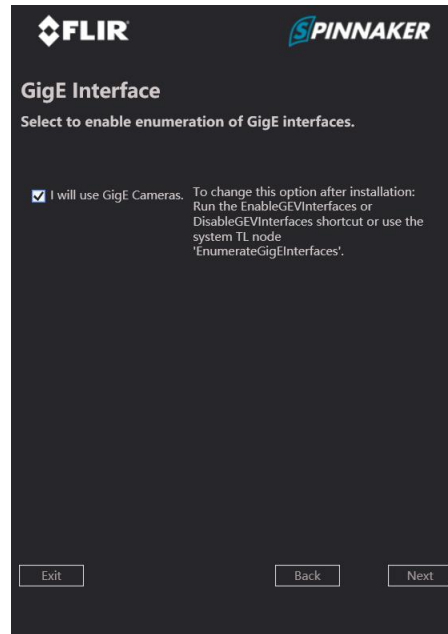 FLIR
SPINNAKER
GigE Interface
Select to enable enumeration of GigE interfaces.
I will use GigE Cameras.
To change this option after installation:
Run the EnableGEVInterfaces or
DisableGEVInterfaces shortcut or use the
system TL node
'EnumerateGigEInterfaces'.
Exit
Back
Next